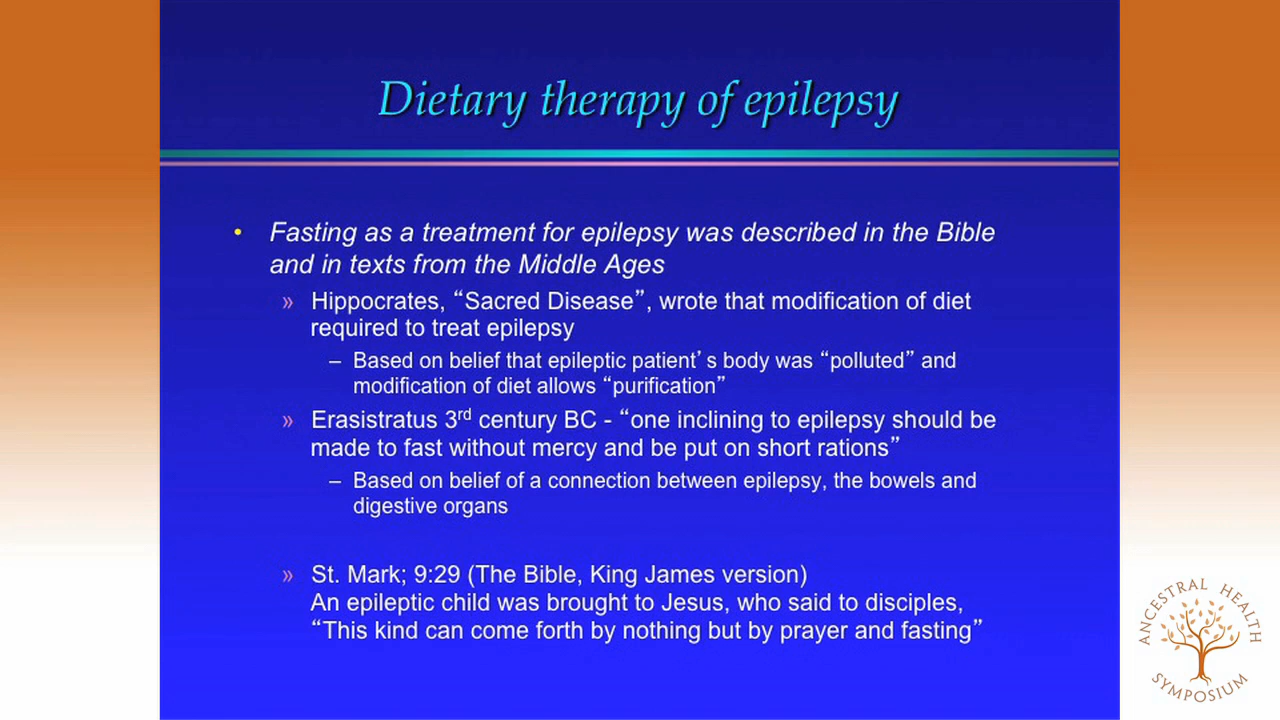 Dietary therapy of epilepsy
• Fasting as a treatment for epilepsy was described in the Bible
and in texts from the Middle Ages
» Hippocrates, “Sacred Disease”, wrote that modification of diet
required to treat epilepsy
– Based on belief that epileptic patient’s body was “polluted” and
modification of diet allows “purification”
» Erasistratus 3rd century BC - “one inclining to epilepsy should be
made to fast without mercy and be put on short rations”
– Based on belief of a connection between epilepsy, the bowels and
digestive organs
» St. Mark; 9:29 (The Bible, King James version)
An epileptic child was brought to Jesus, who said to disciples,
“This kind can come forth by nothing but by prayer and fasting”
ANCESTRAL HEALTH
SYMPOSIUM